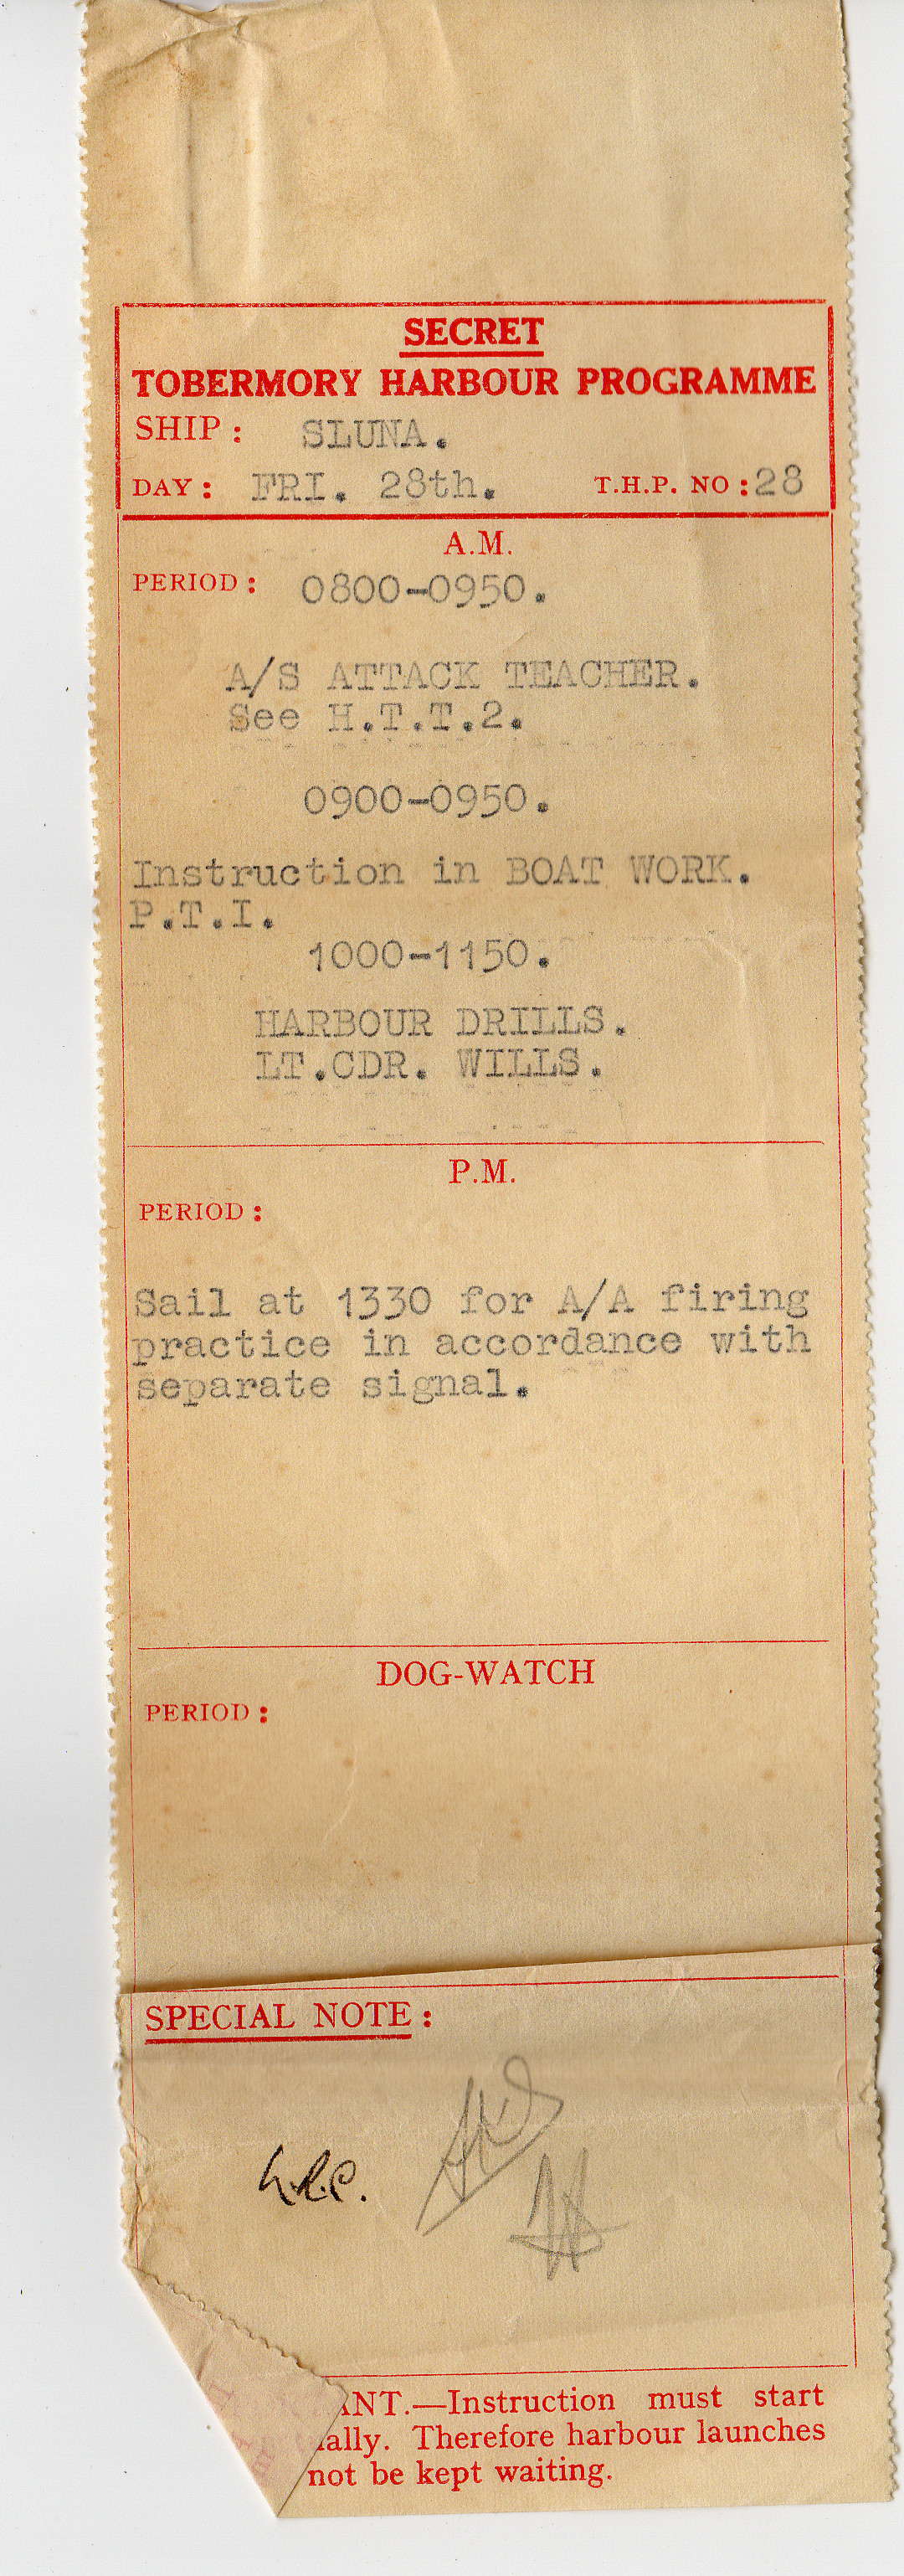 SECRET
TOBERMORY HARBOUR PROGRAMME
SHIP: SLUNA.
DAY: FRI. 28th. T.H.P. NO: 28
A.M.
PERIOD: 0800-0950.
A/S ATTACK TEACHER.
See H.T.T.2.
0900-0950.
Instruction in BOAT WORK.
P.T.I.
1000-1150.
HARBOUR DRILLS.
LT.CDR. WILLS.
P.M.
PERIOD:
Sail at 1330 for A/A firing
practice in accordance with
separate signal.
DOG-WATCH
PERIOD:
SPECIAL NOTE:
ANT.—Instruction must start
ally. Therefore harbour launches
not be kept waiting.